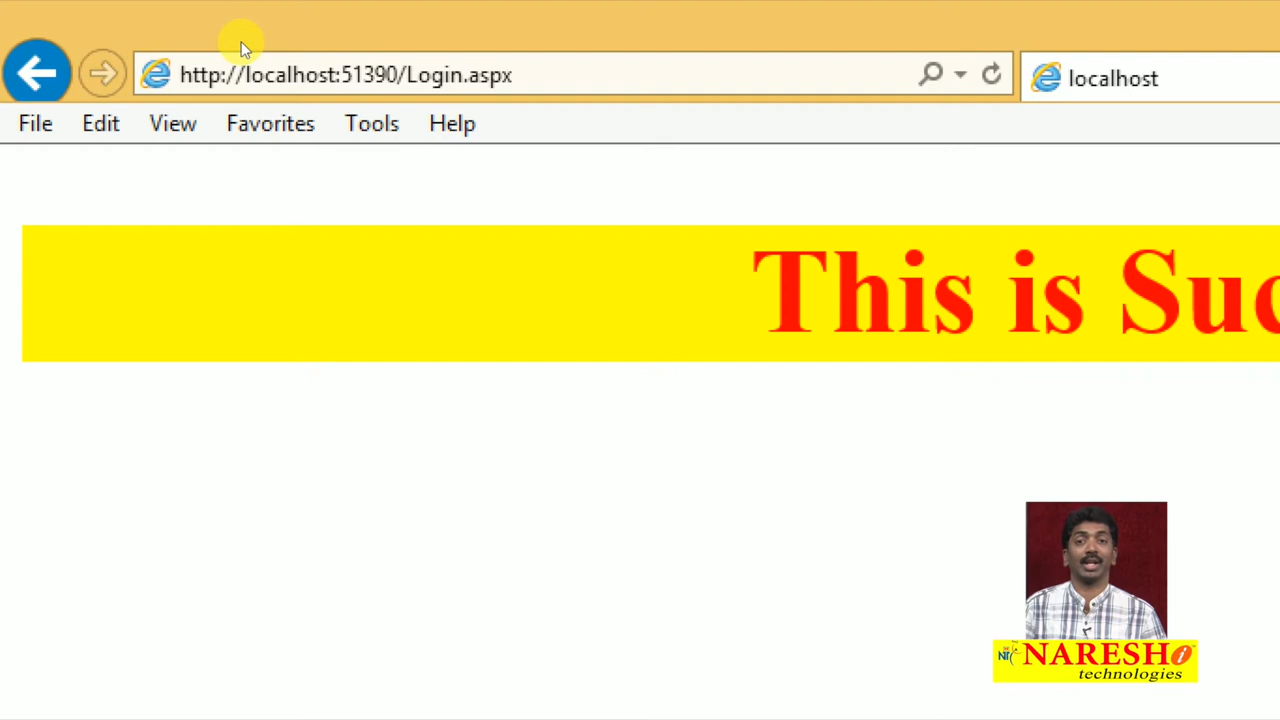 http://localhost:51390/Login.aspx
localhost
File Edit View Favorites Tools Help
This is Suc
NARESH i
technologies